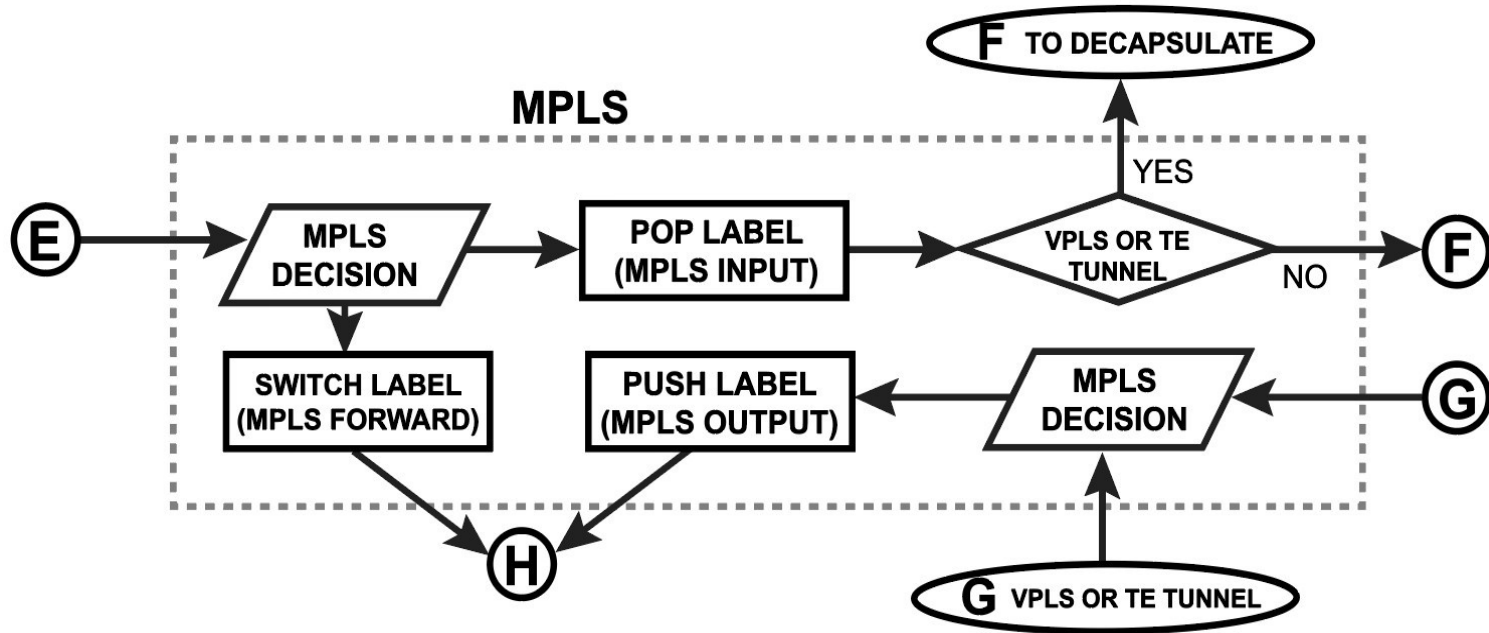 F TO DECAPSULATE
MPLS
YES
E
MPLS
DECISION
POP LABEL
(MPLS INPUT)
VPLS OR TE
TUNNEL
NO
F
SWITCH LABEL
(MPLS FORWARD)
PUSH LABEL
(MPLS OUTPUT)
MPLS
DECISION
G
H
G VPLS OR TE TUNNEL